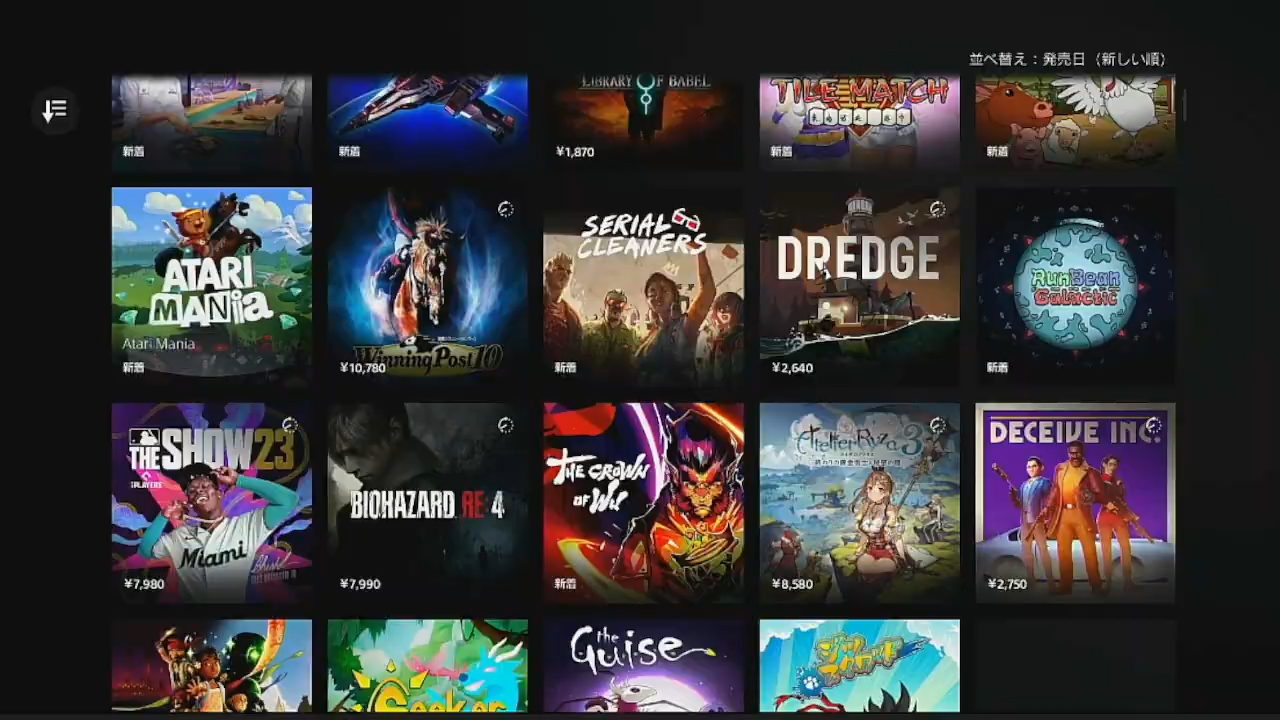 並べ替え：発売日（新しい順）
新着
新着
LIBRARY OF BABEL
¥1,870
TILE MATCH
新着
新着
ATARI
MANIA
Atari Mania
新着
Winning Post 10
¥10,780
SERIAL
CLEANERS
新着
DREDGE
¥2,640
RunBean
Galactic
新着
THE SHOW 23
Miami
¥7,980
BIOHAZARD RE:4
¥7,990
THE CROWN
OF WU
新着
Atelier Ryza 3
¥8,580
DECEIVE INC.
¥2,750
the
Guise